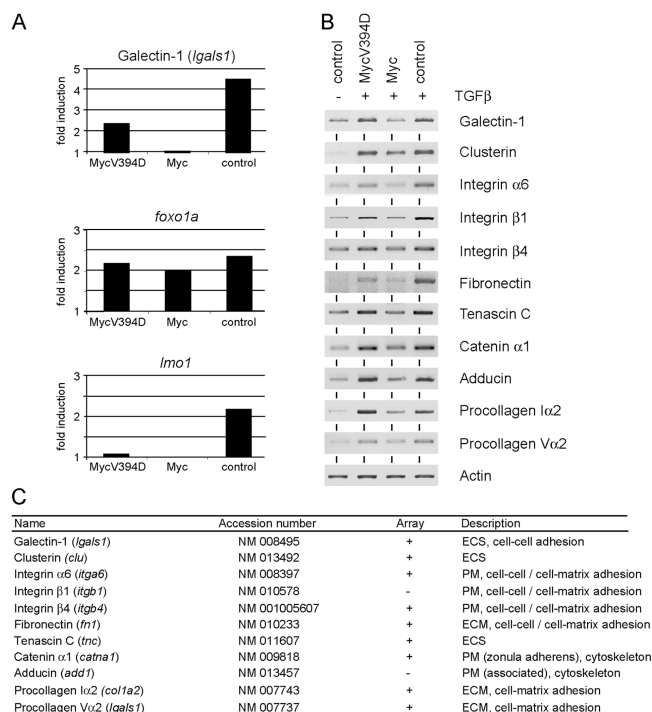 A
Galectin-1 (Igals1)
fold induction
5
4
3
2
1
MycV394D Myc control
foxo1a
fold induction
3
2
1
MycV394D Myc control
lmo1
fold induction
3
2
1
MycV394D Myc control
B
control MycV394D Myc control
- + + + TGFβ
Galectin-1
Clusterin
Integrin α6
Integrin β1
Integrin β4
Fibronectin
Tenascin C
Catenin α1
Adducin
Procollagen Iα2
Procollagen Vα2
Actin
C
Name Accession number Array Description
Galectin-1 (Igals1) NM 008495 + ECS, cell-cell adhesion
Clusterin (clu) NM 013492 + ECS
Integrin α6 (itga6) NM 008397 + PM, cell-cell / cell-matrix adhesion
Integrin β1 (itgb1) NM 010578 - PM, cell-cell / cell-matrix adhesion
Integrin β4 (itgb4) NM 001005607 + PM, cell-cell / cell-matrix adhesion
Fibronectin (fn1) NM 010233 + ECM, cell-cell / cell-matrix adhesion
Tenascin C (tnc) NM 011607 + ECS
Catenin α1 (catna1) NM 009818 + PM (zonula adherens), cytoskeleton
Adducin (add1) NM 013457 - PM (associated), cytoskeleton
Procollagen Iα2 (col1a2) NM 007743 + ECM, cell-matrix adhesion
Procollagen Vα2 (Igals1) NM 007737 + ECM, cell-matrix adhesion